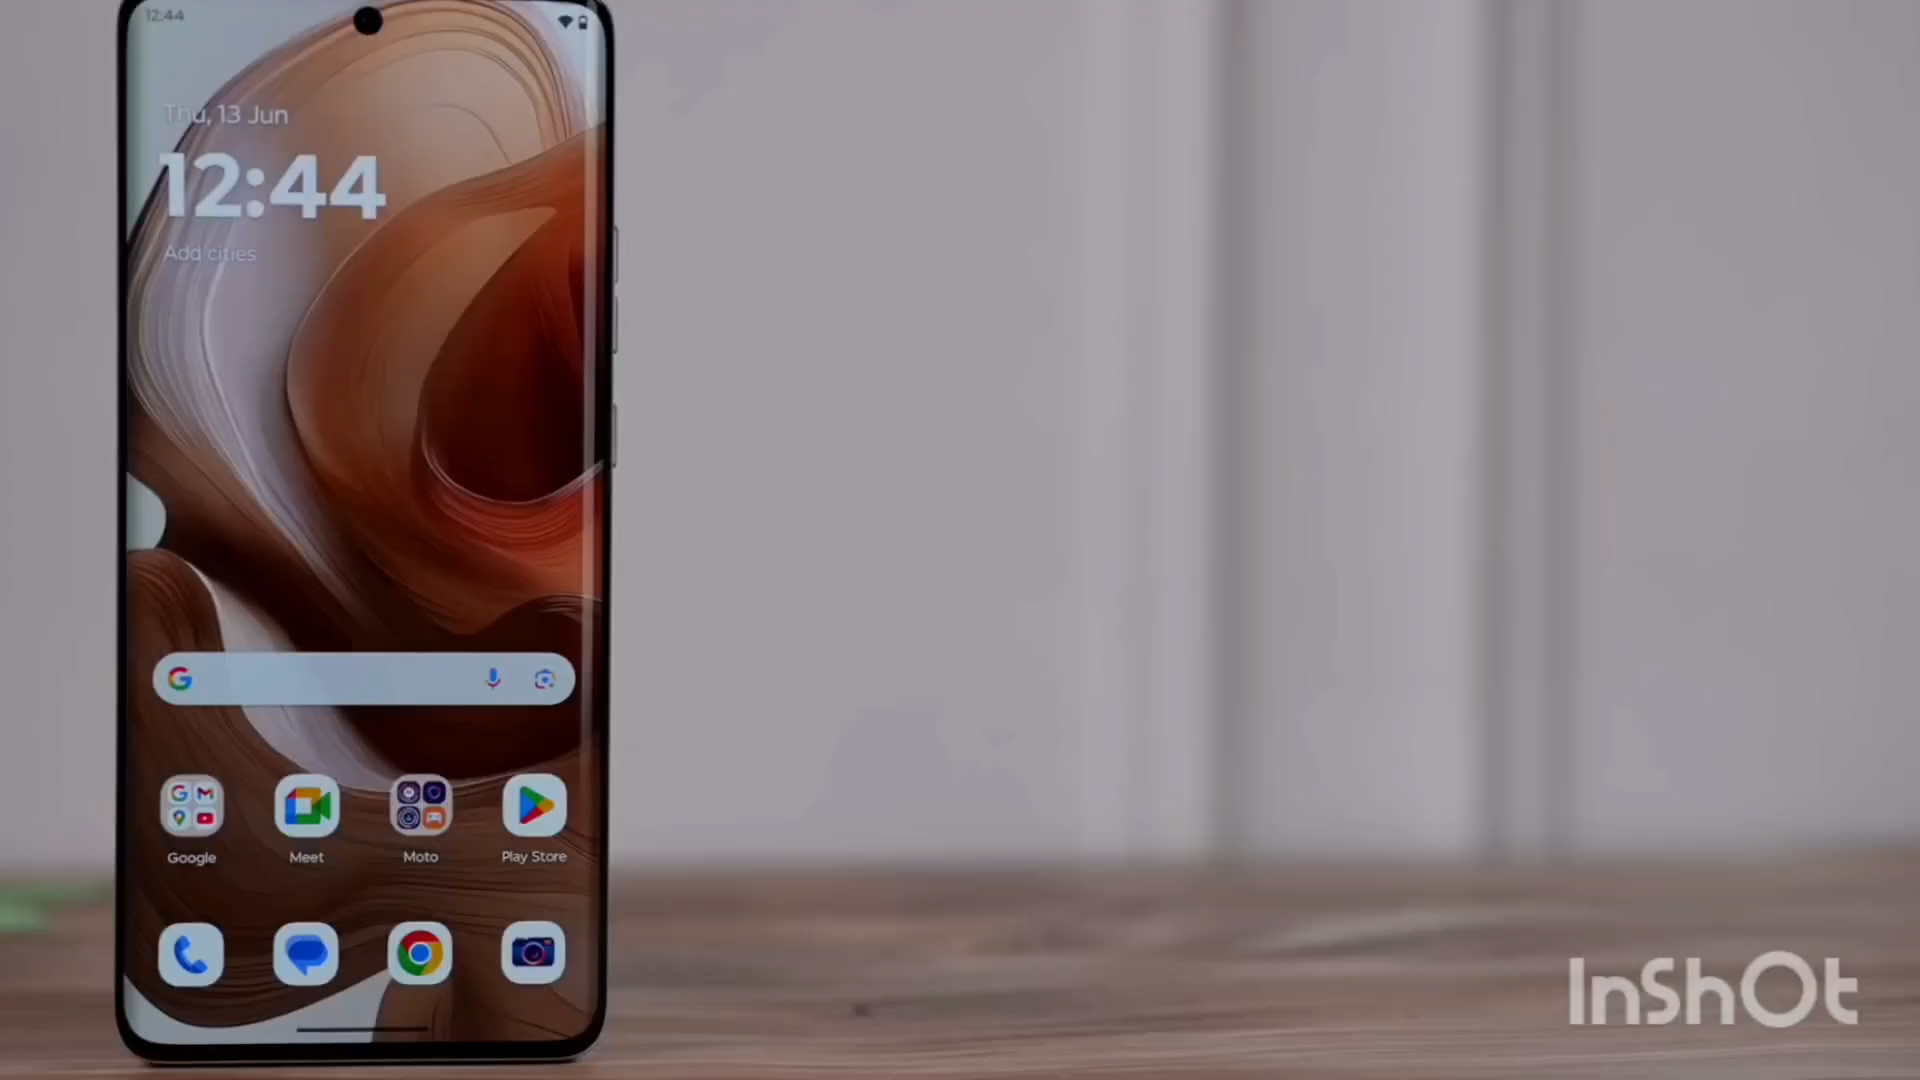 12:44
Thu, 13 Jun
12:44
Add cities
Google
Meet
Moto
Play Store
InShOt